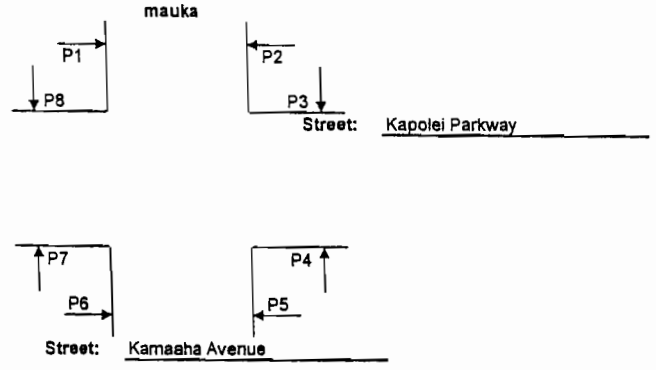 mauka
P1 P2
P8 P3
Street: Kapolei Parkway
P7 P4
P6 P5
Street: Kamaaha Avenue